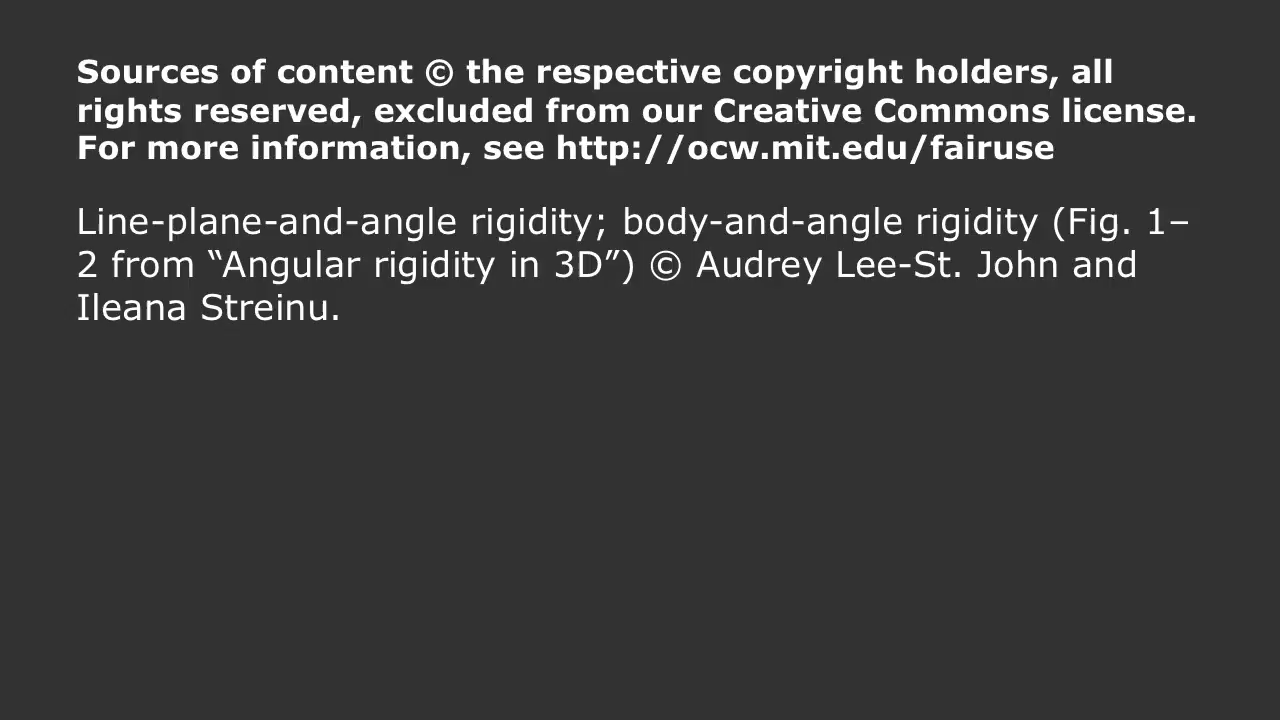 Sources of content © the respective copyright holders, all
rights reserved, excluded from our Creative Commons license.
For more information, see http://ocw.mit.edu/fairuse
Line-plane-and-angle rigidity; body-and-angle rigidity (Fig. 1–
2 from “Angular rigidity in 3D”) © Audrey Lee-St. John and
Ileana Streinu.